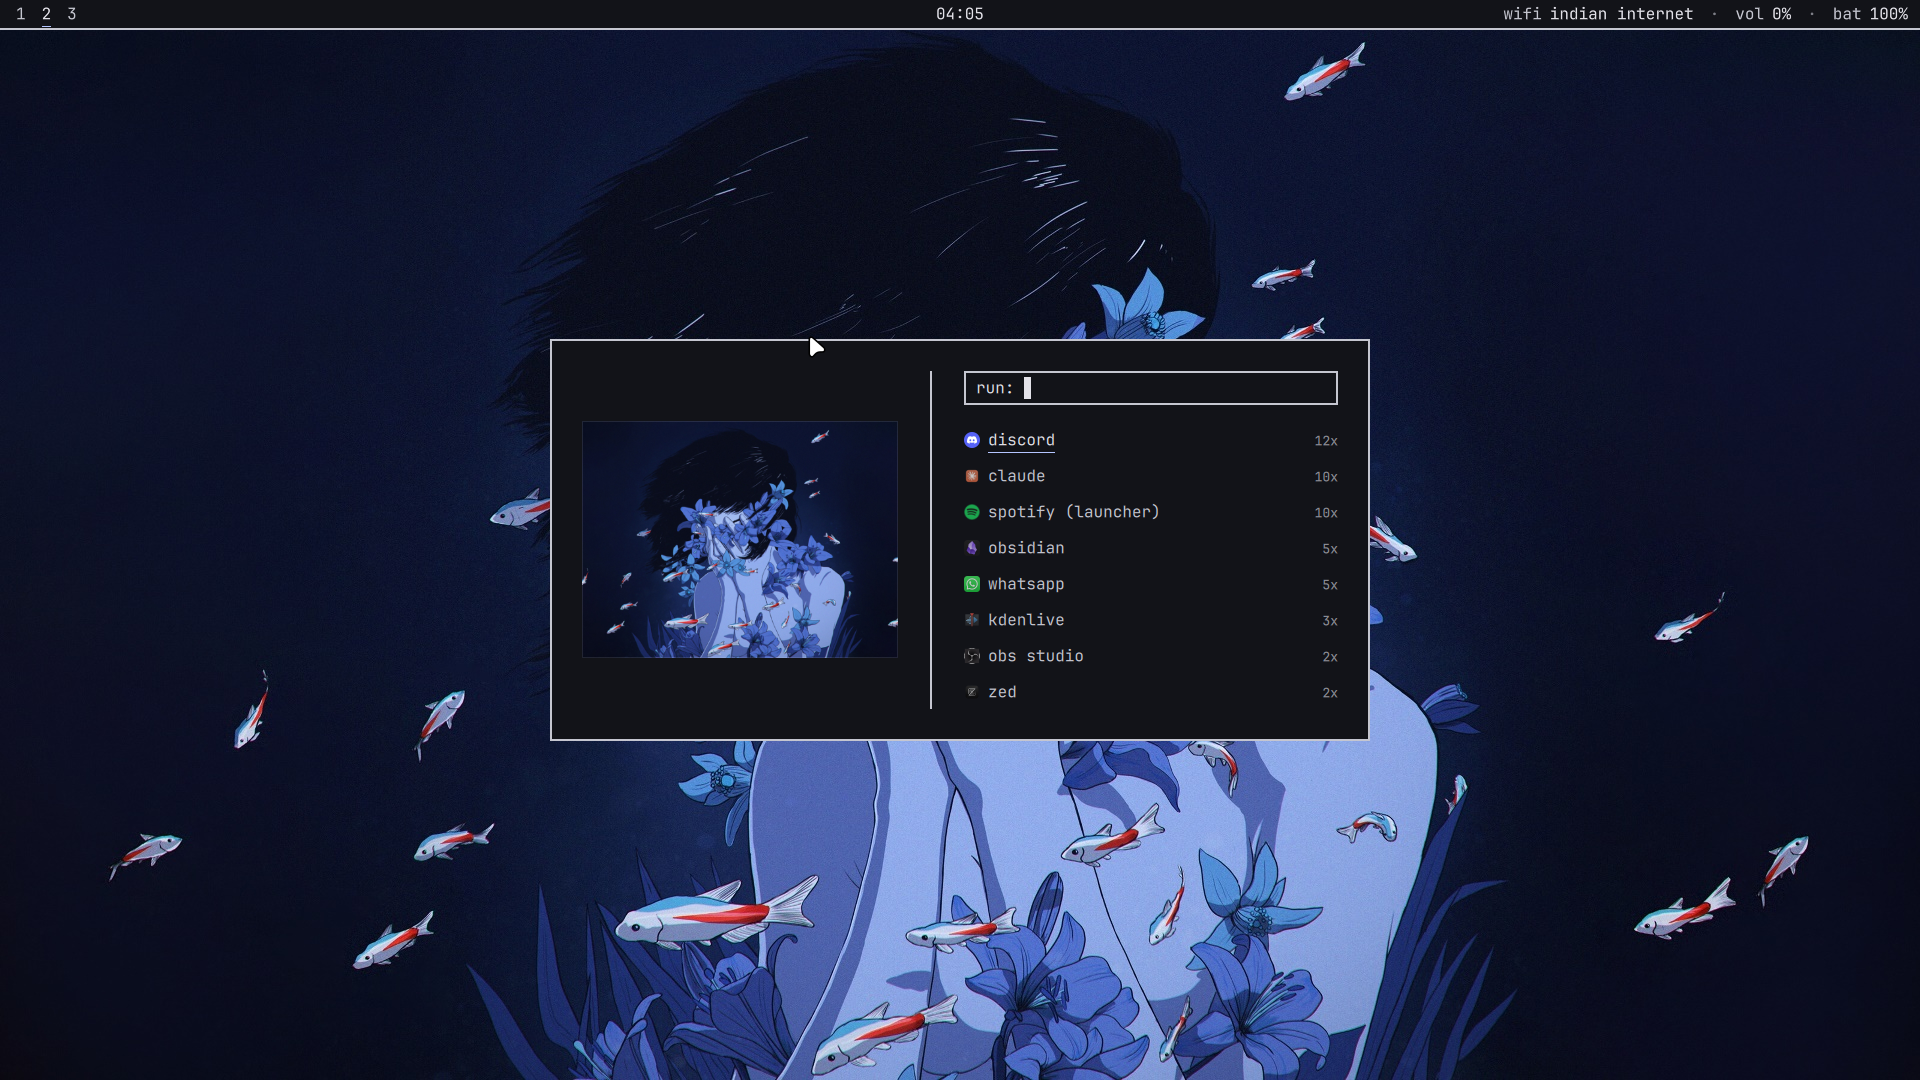 1 2 3
04:05
wifi indian internet · vol 0% · bat 100%
run:
discord 12x
claude 10x
spotify (launcher) 10x
obsidian 5x
whatsapp 5x
kdenlive 3x
obs studio 2x
zed 2x